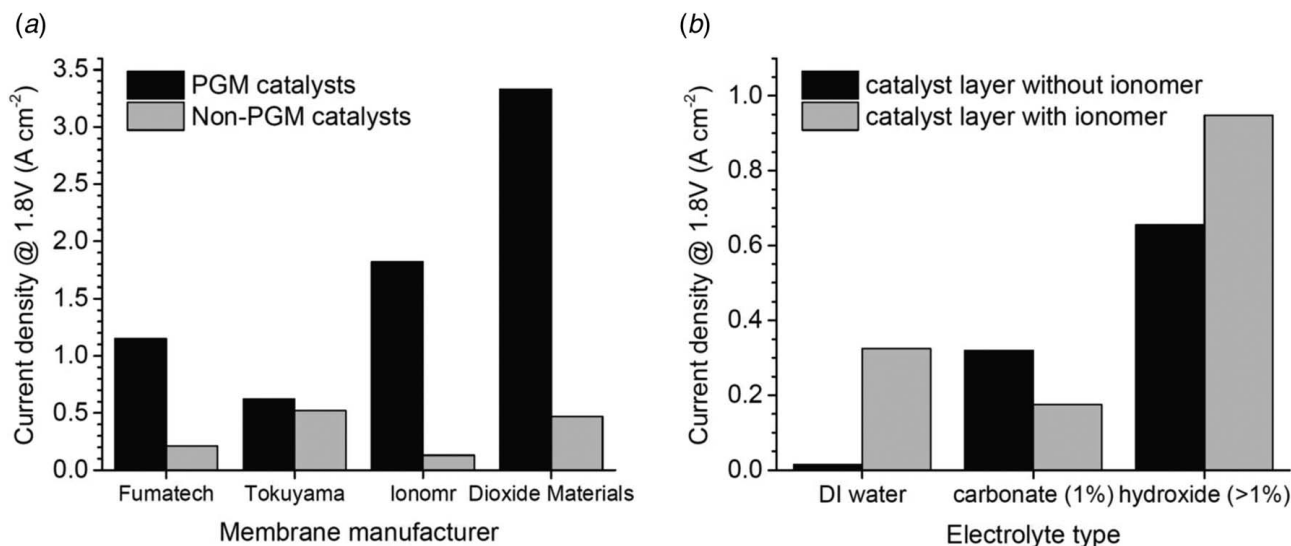 (a)
PGM catalysts
Non-PGM catalysts
Current density @ 1.8V (A cm-2)
3.5
3.0
2.5
2.0
1.5
1.0
0.5
0.0
Fumatech Tokuyama Ionomr Dioxide Materials
Membrane manufacturer
(b)
catalyst layer without ionomer
catalyst layer with ionomer
Current density @ 1.8V (A cm-2)
1.0
0.8
0.6
0.4
0.2
0.0
DI water carbonate (1%) hydroxide (>1%)
Electrolyte type